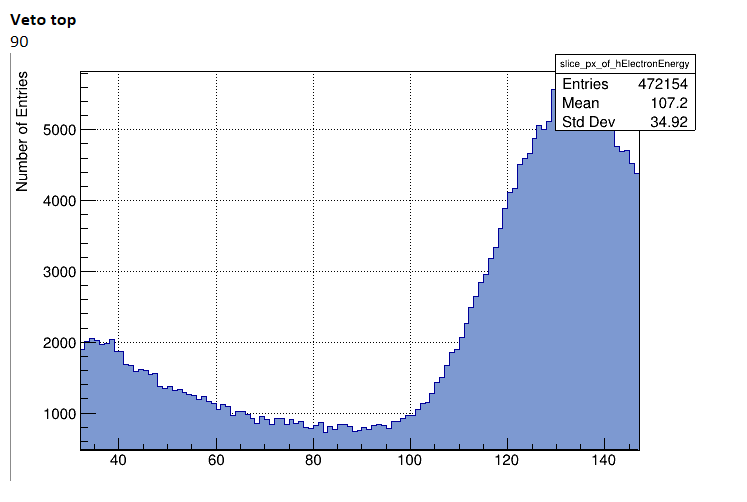 Veto top
90
slice_px_of_hElectronEnergy
Entries 472154
Mean 107.2
Std Dev 34.92
Number of Entries
5000
4000
3000
2000
1000
40 60 80 100 120 140